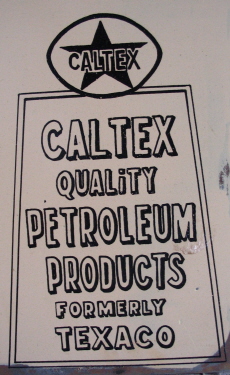 CALTEX
CALTEX
QUALiTY
PETROLEUM
PRODUCTS
FORMERLY
TEXACO